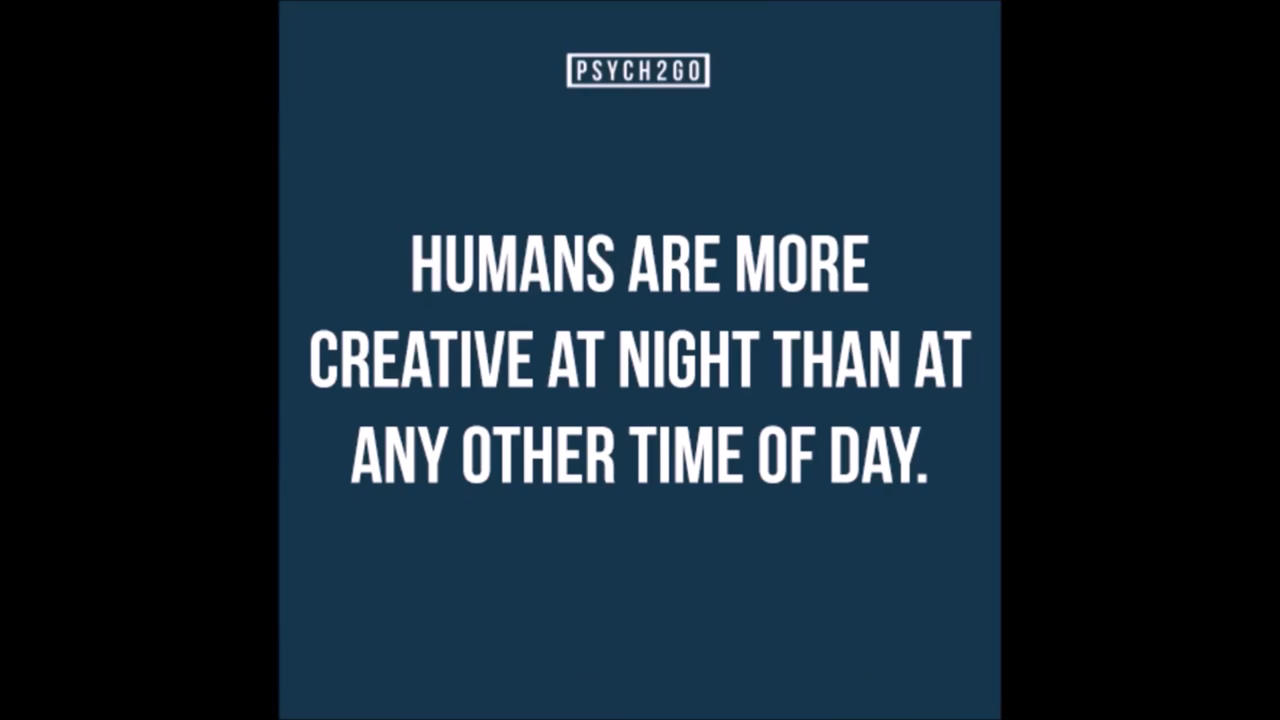 PSYCH2GO
HUMANS ARE MORE
CREATIVE AT NIGHT THAN AT
ANY OTHER TIME OF DAY.